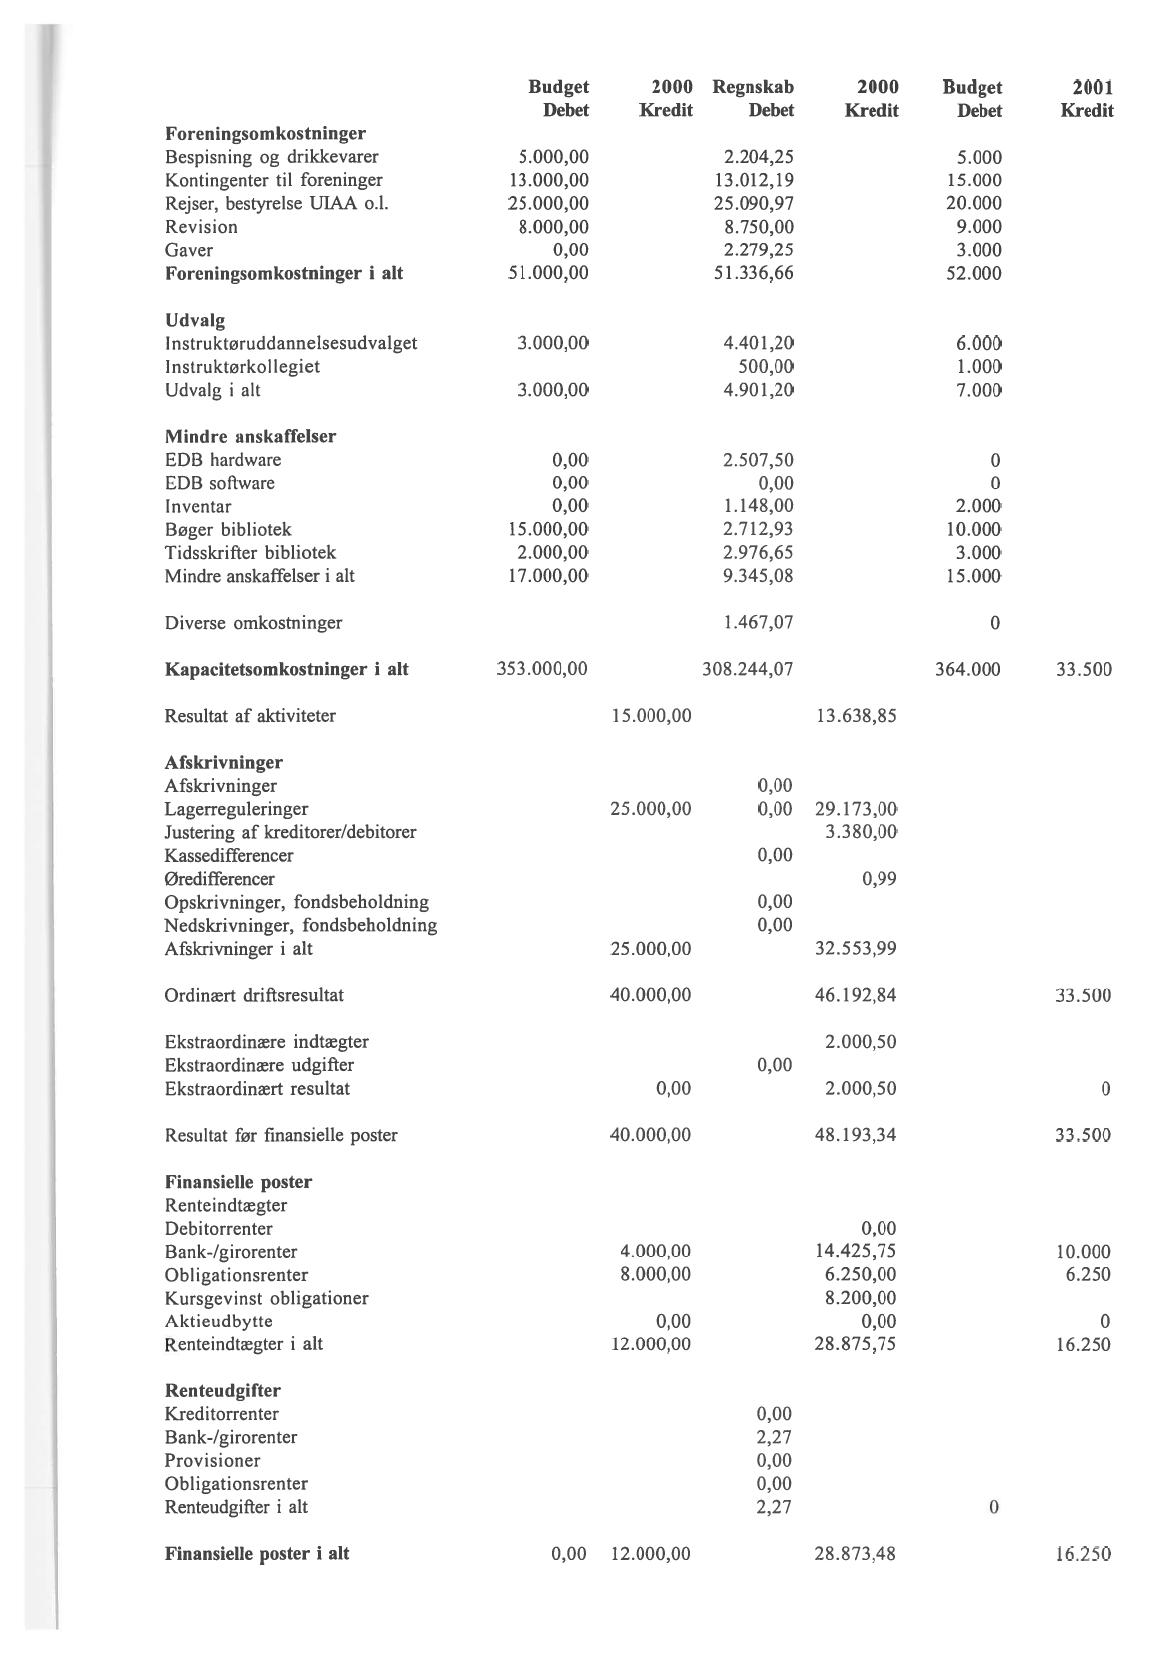 Budget 2000 Regnskab 2000 Budget 2001
Debet Kredit Debet Kredit Debet Kredit
Foreningsomkostninger
Bespisning og drikkevarer 5.000,00 2.204,25 5.000
Kontingenter til foreninger 13.000,00 13.012,19 15.000
Rejser, bestyrelse UIAA o.l. 25.000,00 25.090,97 20.000
Revision 8.000,00 8.750,00 9.000
Gaver 0,00 2.279,25 3.000
Foreningsomkostninger i alt 51.000,00 51.336,66 52.000
Udvalg
Instruktøruddannelsesudvalget 3.000,00 4.401,20 6.000
Instruktørkollegiet 500,00 1.000
Udvalg i alt 3.000,00 4.901,20 7.000
Mindre anskaffelser
EDB hardware 0,00 2.507,50 0
EDB software 0,00 0,00 0
Inventar 0,00 1.148,00 2.000
Bøger bibliotek 15.000,00 2.712,93 10.000
Tidsskrifter bibliotek 2.000,00 2.976,65 3.000
Mindre anskaffelser i alt 17.000,00 9.345,08 15.000
Diverse omkostninger 1.467,07 0
Kapacitetsomkostninger i alt 353.000,00 308.244,07 364.000 33.500
Resultat af aktiviteter 15.000,00 13.638,85
Afskrivninger
Afskrivninger 0,00
Lagerreguleringer 25.000,00 0,00 29.173,00
Justering af kreditorer/debitorer 3.380,00
Kassedifferencer 0,00
Øredifferencer 0,99
Opskrivninger, fondsbeholdning 0,00
Nedskrivninger, fondsbeholdning 0,00
Afskrivninger i alt 25.000,00 32.553,99
Ordinært driftsresultat 40.000,00 46.192,84 33.500
Ekstraordinære indtægter 2.000,50
Ekstraordinære udgifter 0,00
Ekstraordinært resultat 0,00 2.000,50 0
Resultat før finansielle poster 40.000,00 48.193,34 33.500
Finansielle poster
Renteindtægter
Debitorrenter 0,00
Bank-/girorenter 4.000,00 14.425,75 10.000
Obligationsrenter 8.000,00 6.250,00 6.250
Kursgevinst obligationer 8.200,00
Aktieudbytte 0,00 0,00 0
Renteindtægter i alt 12.000,00 28.875,75 16.250
Renteudgifter
Kreditorrenter 0,00
Bank-/girorenter 2,27
Provisioner 0,00
Obligationsrenter 0,00
Renteudgifter i alt 2,27 0
Finansielle poster i alt 0,00 12.000,00 28.873,48 16.250